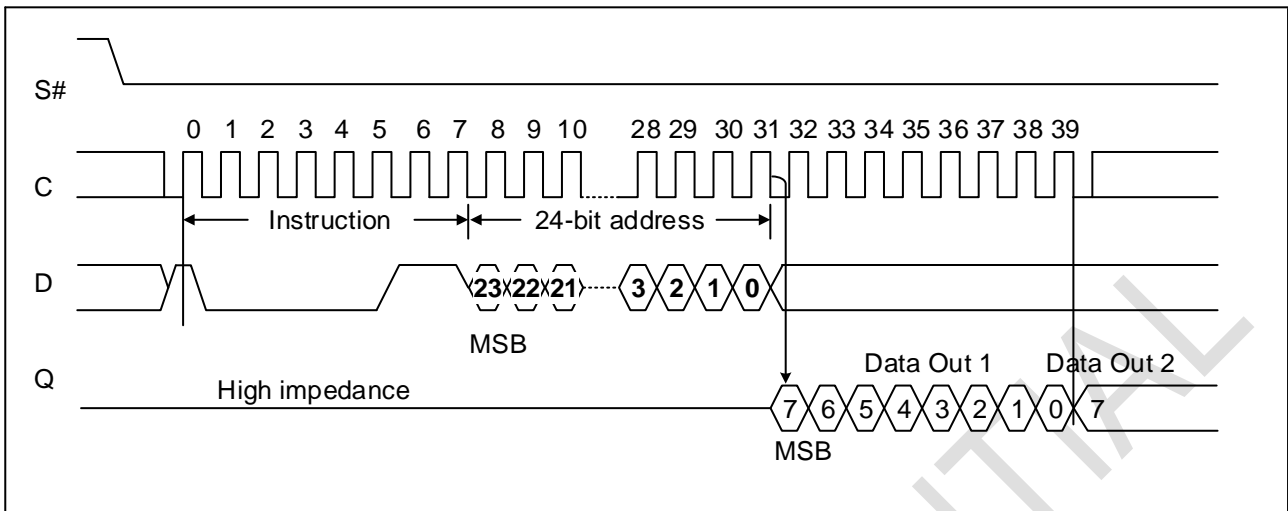 S#
0 1 2 3 4 5 6 7 8 9 10 28 29 30 31 32 33 34 35 36 37 38 39
C
Instruction 24-bit address
D
23 22 21 3 2 1 0
MSB
Q
Data Out 1 Data Out 2
High impedance
7 6 5 4 3 2 1 0 7
MSB